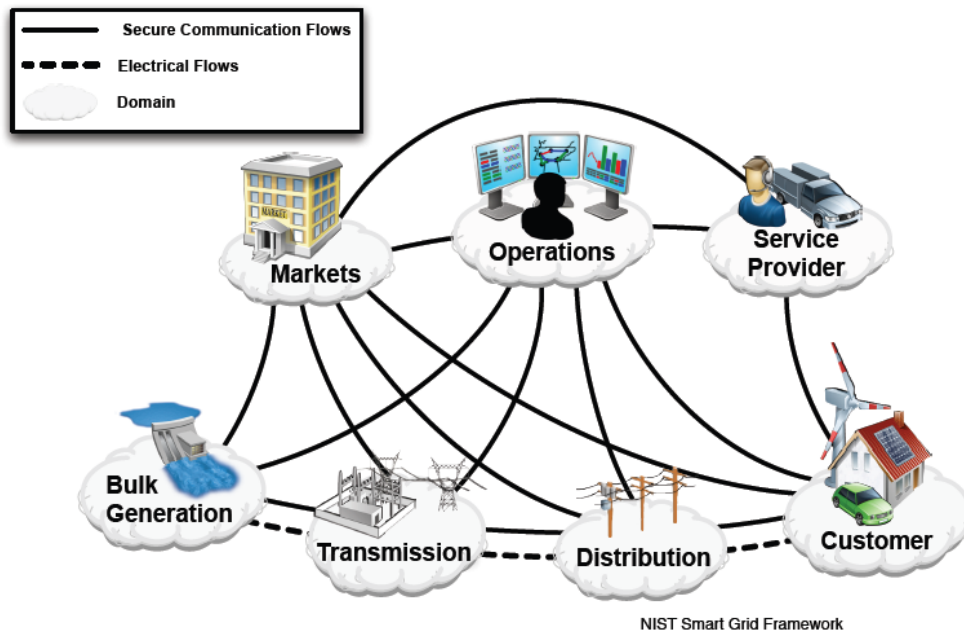 Secure Communication Flows
Electrical Flows
Domain
MARKET
Markets
Operations
Service
Provider
Bulk
Generation
Transmission
Distribution
Customer
NIST Smart Grid Framework